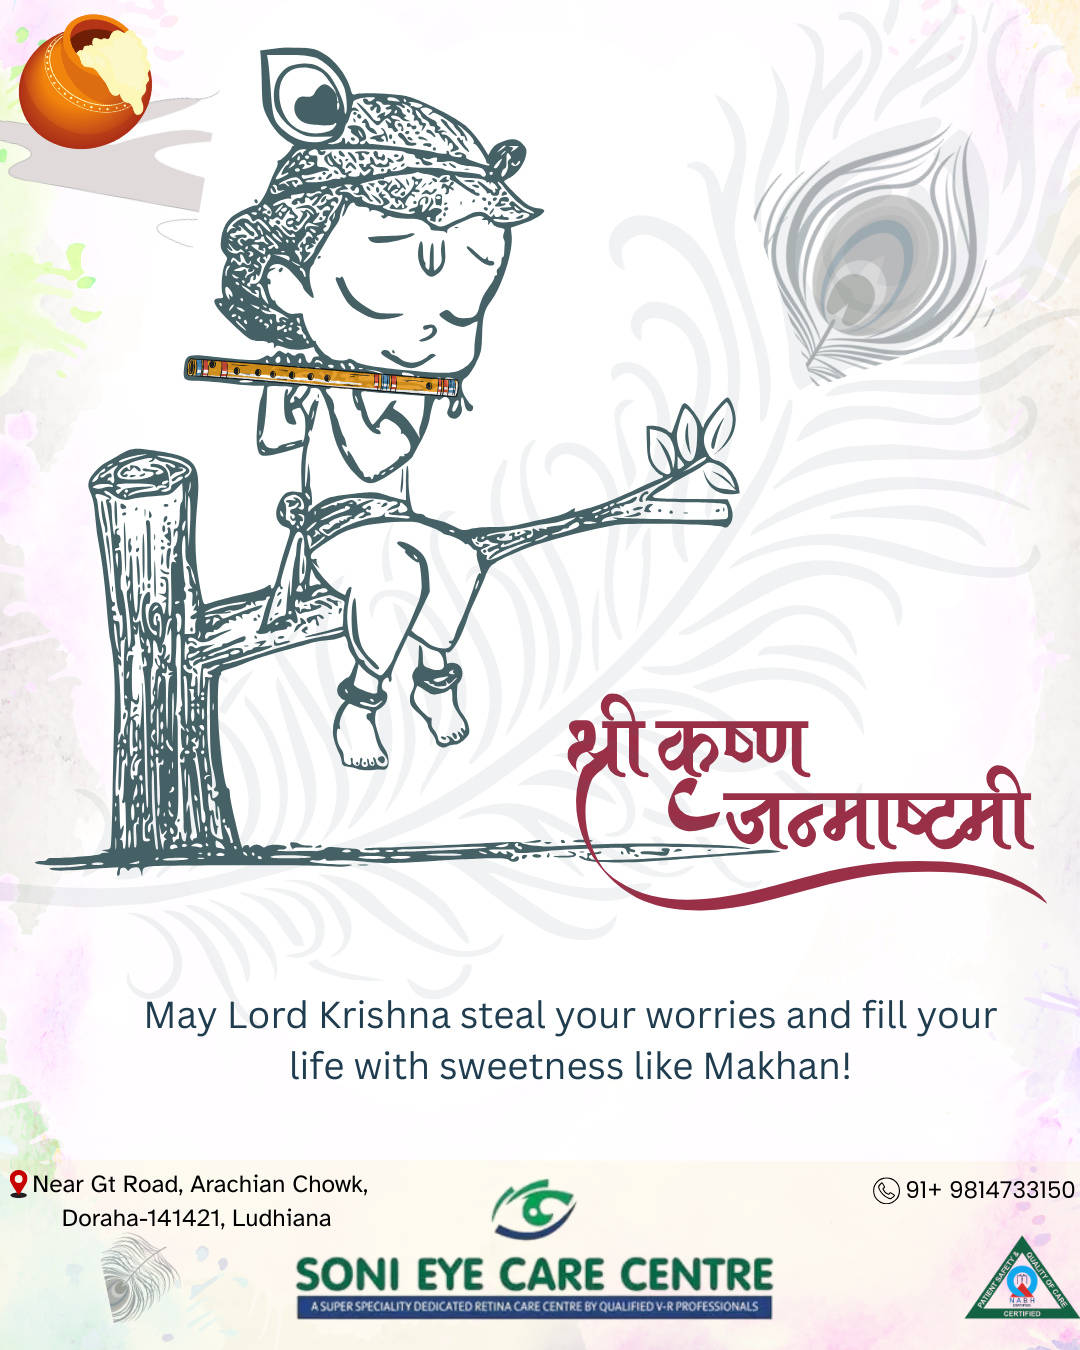 श्री कृष्ण
जन्माष्टमी
May Lord Krishna steal your worries and fill your
life with sweetness like Makhan!
Near Gt Road, Arachian Chowk,
Doraha-141421, Ludhiana
91+ 9814733150
SONI EYE CARE CENTRE
A SUPER SPECIALITY DEDICATED RETINA CARE CENTRE BY QUALIFIED V-R PROFESSIONALS
PATIENT SAFETY & QUALITY OF CARE
NABH
CERTIFIED